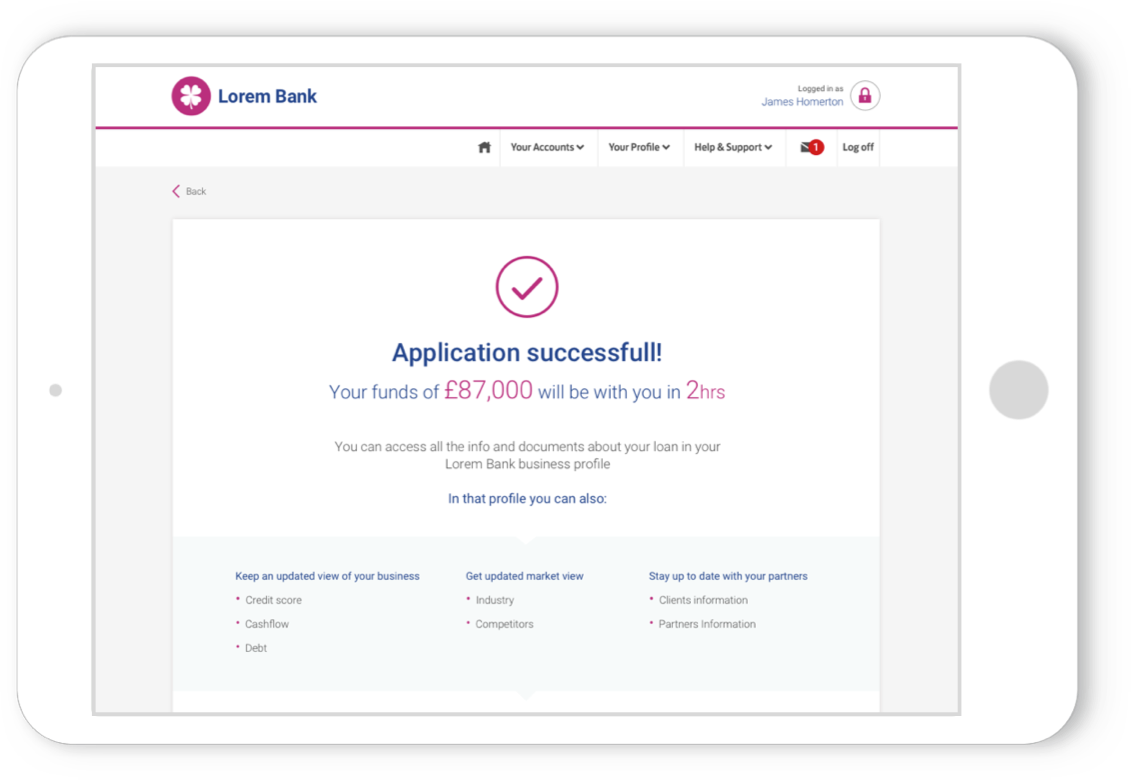 Lorem Bank
Logged in as
James Homerton
Your Accounts Your Profile Help & Support 1 Log off
Back
Application successfull!
Your funds of £87,000 will be with you in 2hrs
You can access all the info and documents about your loan in your
Lorem Bank business profile
In that profile you can also:
Keep an updated view of your business
Credit score
Cashflow
Debt
Get updated market view
Industry
Competitors
Stay up to date with your partners
Clients information
Partners Information